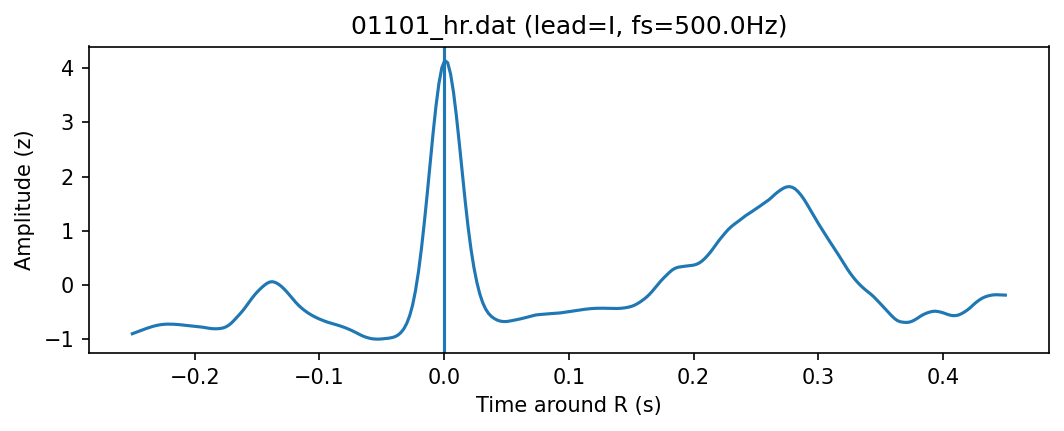 01101_hr.dat (lead=I, fs=500.0Hz)
Amplitude (z)
4
3
2
1
0
−1
−0.2 −0.1 0.0 0.1 0.2 0.3 0.4
Time around R (s)